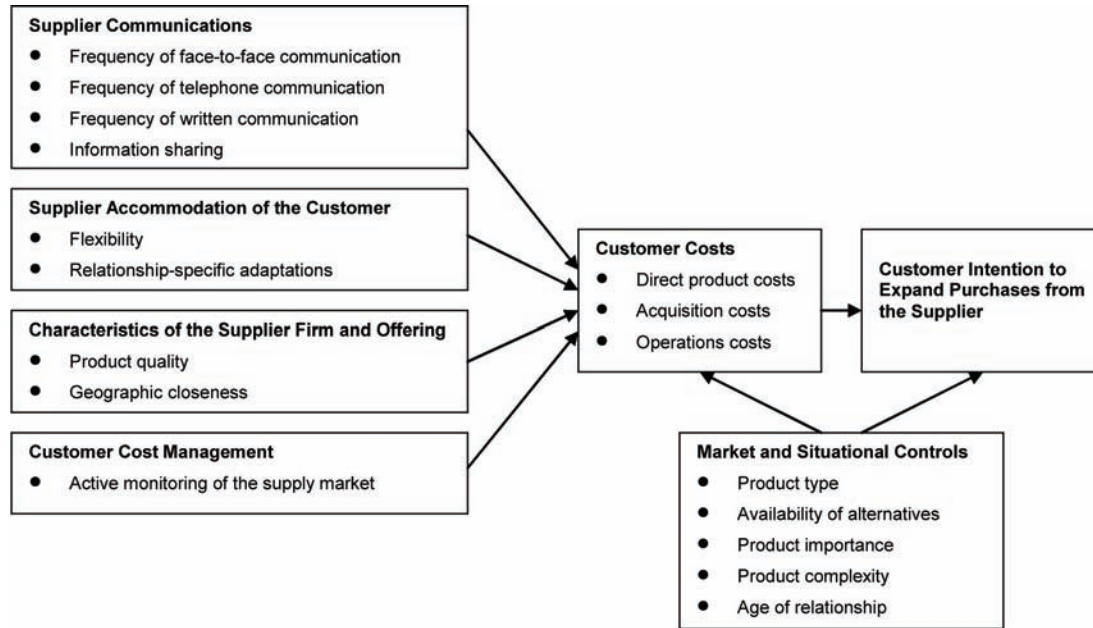 Supplier Communications
● Frequency of face-to-face communication
● Frequency of telephone communication
● Frequency of written communication
● Information sharing
Supplier Accommodation of the Customer
● Flexibility
● Relationship-specific adaptations
Characteristics of the Supplier Firm and Offering
● Product quality
● Geographic closeness
Customer Cost Management
● Active monitoring of the supply market
Customer Costs
● Direct product costs
● Acquisition costs
● Operations costs
Customer Intention to
Expand Purchases from
the Supplier
Market and Situational Controls
● Product type
● Availability of alternatives
● Product importance
● Product complexity
● Age of relationship